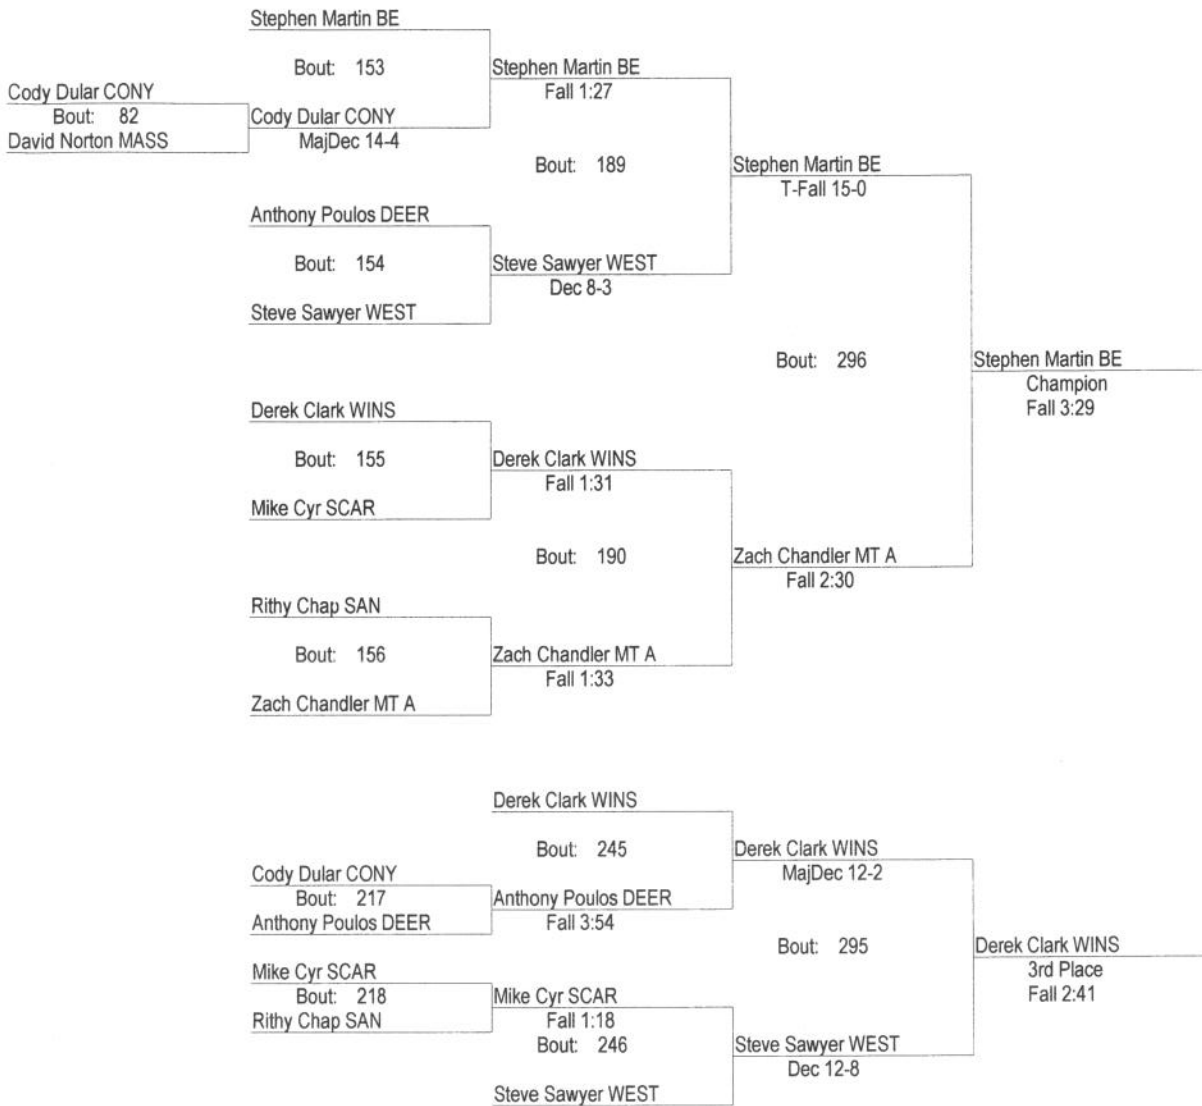 Stephen Martin BE
Bout: 153
Stephen Martin BE
Fall 1:27
Cody Dular CONY
Bout: 82
David Norton MASS
Cody Dular CONY
MajDec 14-4
Bout: 189
Stephen Martin BE
T-Fall 15-0
Anthony Poulos DEER
Bout: 154
Steve Sawyer WEST
Dec 8-3
Steve Sawyer WEST
Bout: 296
Stephen Martin BE
Champion
Fall 3:29
Derek Clark WINS
Bout: 155
Derek Clark WINS
Fall 1:31
Mike Cyr SCAR
Bout: 190
Zach Chandler MT A
Fall 2:30
Rithy Chap SAN
Bout: 156
Zach Chandler MT A
Fall 1:33
Zach Chandler MT A
Derek Clark WINS
Bout: 245
Derek Clark WINS
MajDec 12-2
Cody Dular CONY
Bout: 217
Anthony Poulos DEER
Anthony Poulos DEER
Fall 3:54
Bout: 295
Derek Clark WINS
3rd Place
Fall 2:41
Mike Cyr SCAR
Bout: 218
Rithy Chap SAN
Mike Cyr SCAR
Fall 1:18
Bout: 246
Steve Sawyer WEST
Dec 12-8
Steve Sawyer WEST